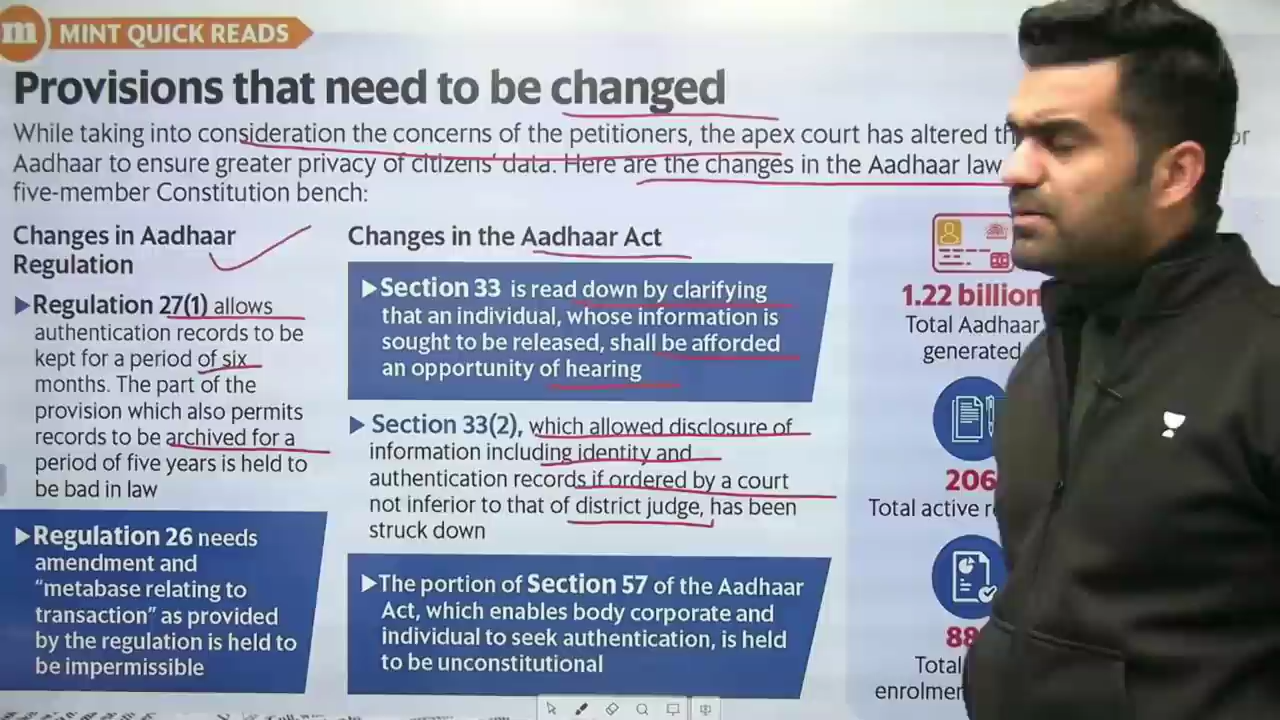 m MINT QUICK READS
Provisions that need to be changed
While taking into consideration the concerns of the petitioners, the apex court has altered
Aadhaar to ensure greater privacy of citizens' data. Here are the changes in the Aadhaar law
five-member Constitution bench:
Changes in Aadhaar
Regulation
Regulation 27(1) allows
authentication records to be
kept for a period of six
months. The part of the
provision which also permits
records to be archived for a
period of five years is held to
be bad in law
Regulation 26 needs
amendment and
"metabase relating to
transaction" as provided
by the regulation is held to
be impermissible
Changes in the Aadhaar Act
Section 33 is read down by clarifying
that an individual, whose information is
sought to be released, shall be afforded
an opportunity of hearing
Section 33(2), which allowed disclosure of
information including identity and
authentication records if ordered by a court
not inferior to that of district judge, has been
struck down
The portion of Section 57 of the Aadhaar
Act, which enables body corporate and
individual to seek authentication, is held
to be unconstitutional
1.22 billion
Total Aadhaar
generated
206
Total active
88
Total